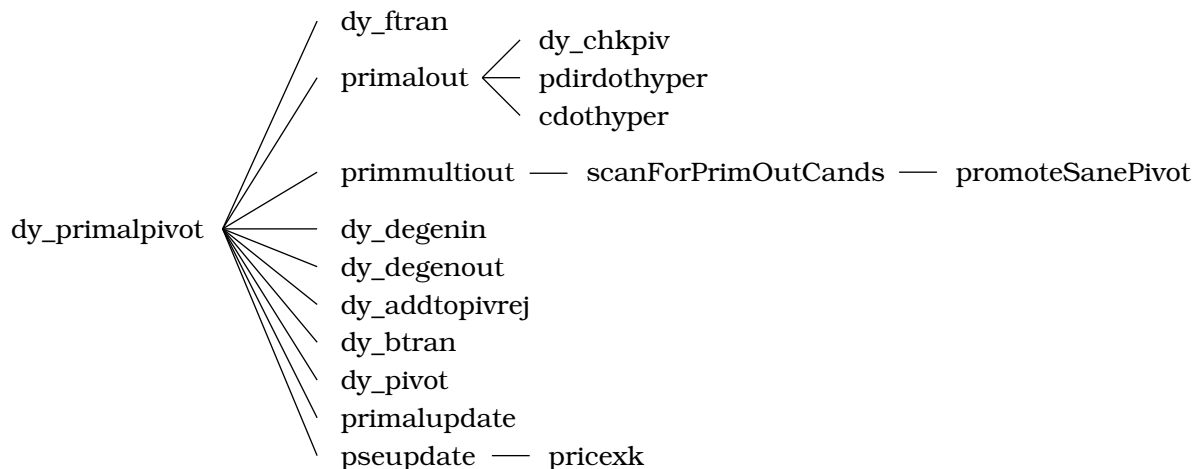 dy_ftran
dy_chkpiv
primalout
pdirdothyper
cdothyper
primmultiout scanForPrimOutCands promoteSanePivot
dy_primalpivot
dy_degenin
dy_degenout
dy_addtopivrej
dy_btran
dy_pivot
primalupdate
pseupdate pricexk